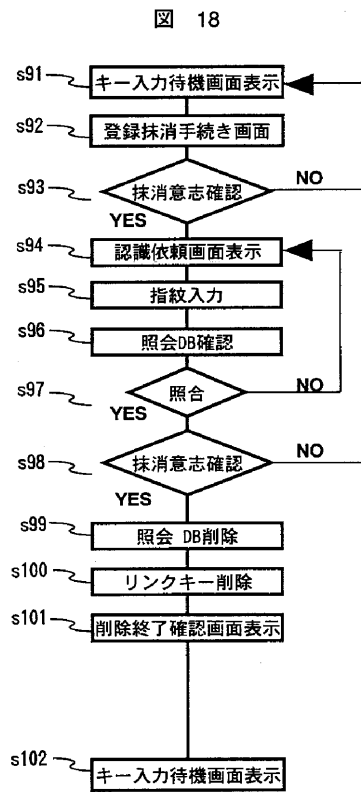 図 18
s91
キー入力待機画面表示
s92
登録抹消手続き画面
s93
抹消意志確認
NO
YES
s94
認識依頼画面表示
s95
指紋入力
s96
照会DB確認
s97
照合
NO
YES
s98
抹消意志確認
NO
YES
s99
照会 DB削除
s100
リンクキー削除
s101
削除終了確認画面表示
s102
キー入力待機画面表示